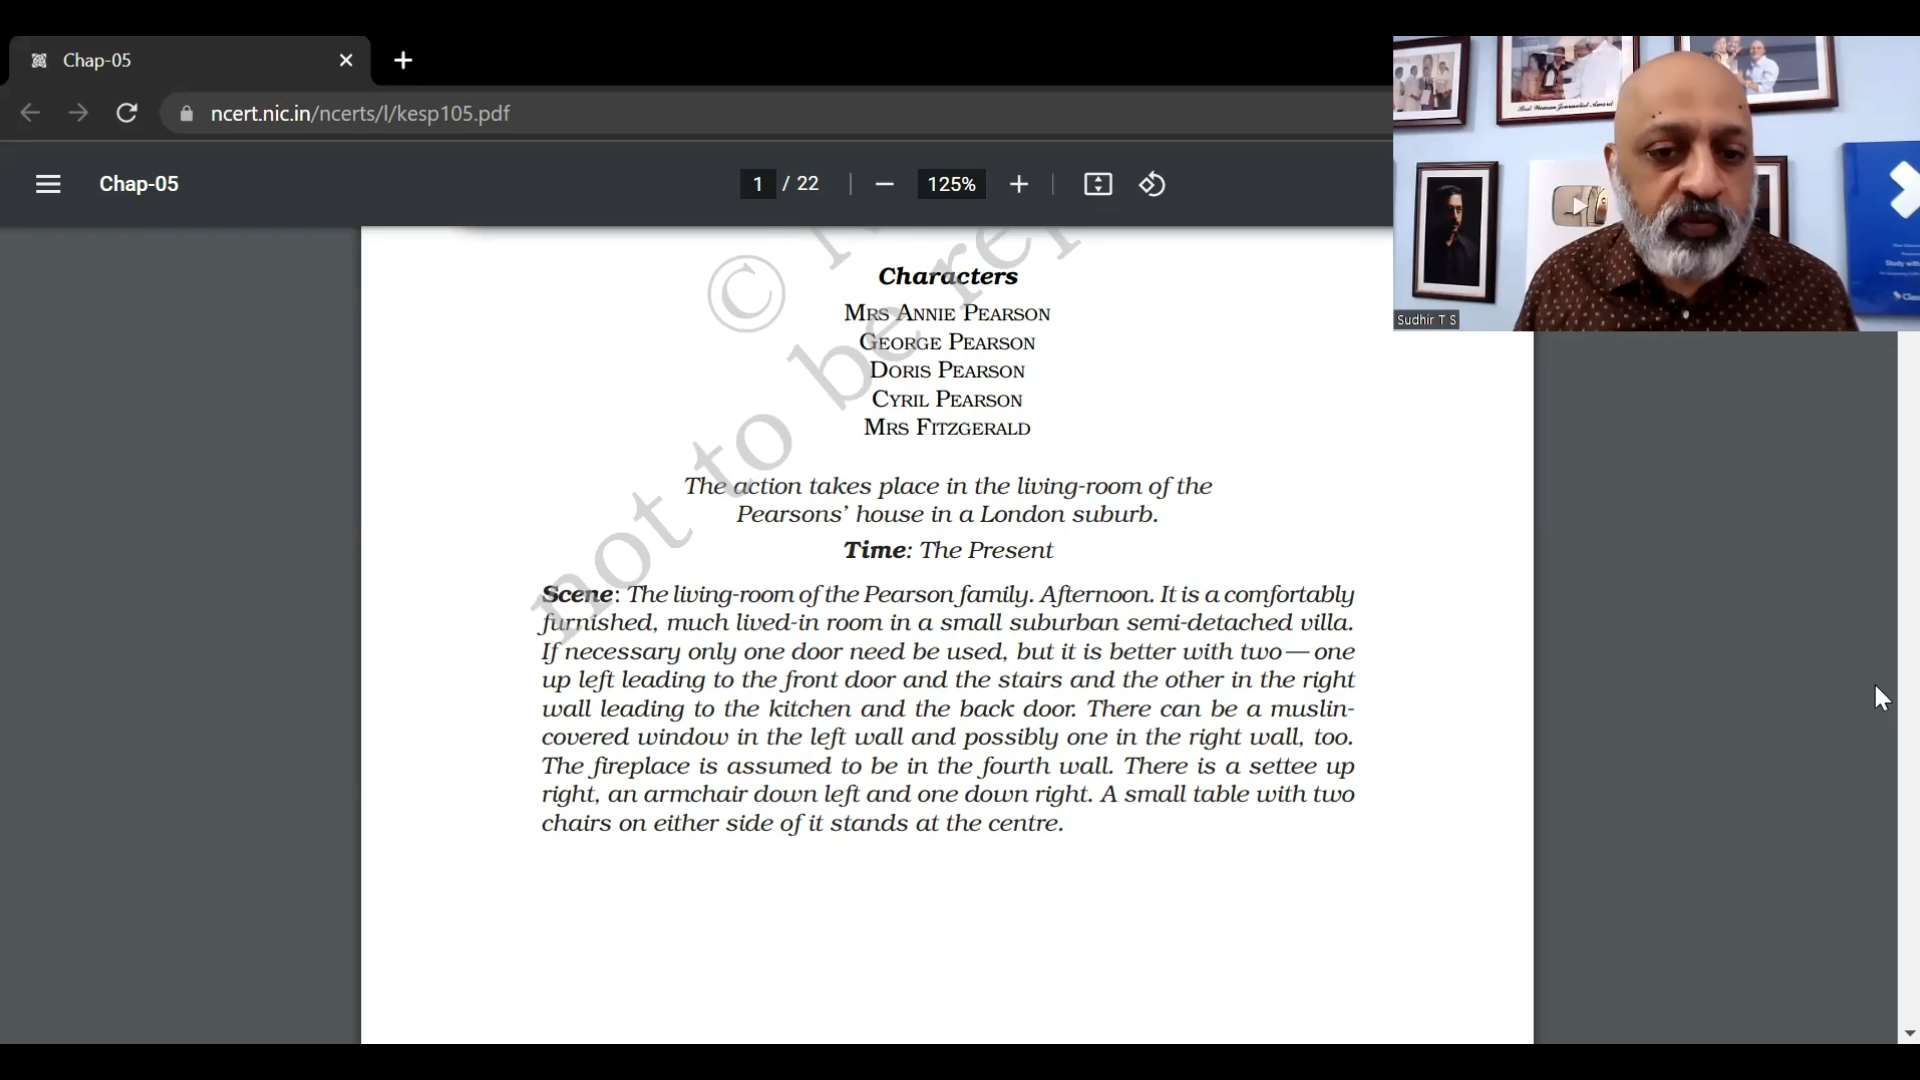 Chap-05
ncert.nic.in/ncerts/l/kesp105.pdf
Chap-05
1 / 22
125%
Best Women Journalist Award
Sudhir T S
© N
not to be rep
Characters
MRS ANNIE PEARSON
GEORGE PEARSON
DORIS PEARSON
CYRIL PEARSON
MRS FITZGERALD
The action takes place in the living-room of the
Pearsons’ house in a London suburb.
Time: The Present
Scene: The living-room of the Pearson family. Afternoon. It is a comfortably
furnished, much lived-in room in a small suburban semi-detached villa.
If necessary only one door need be used, but it is better with two — one
up left leading to the front door and the stairs and the other in the right
wall leading to the kitchen and the back door. There can be a muslin-
covered window in the left wall and possibly one in the right wall, too.
The fireplace is assumed to be in the fourth wall. There is a settee up
right, an armchair down left and one down right. A small table with two
chairs on either side of it stands at the centre.